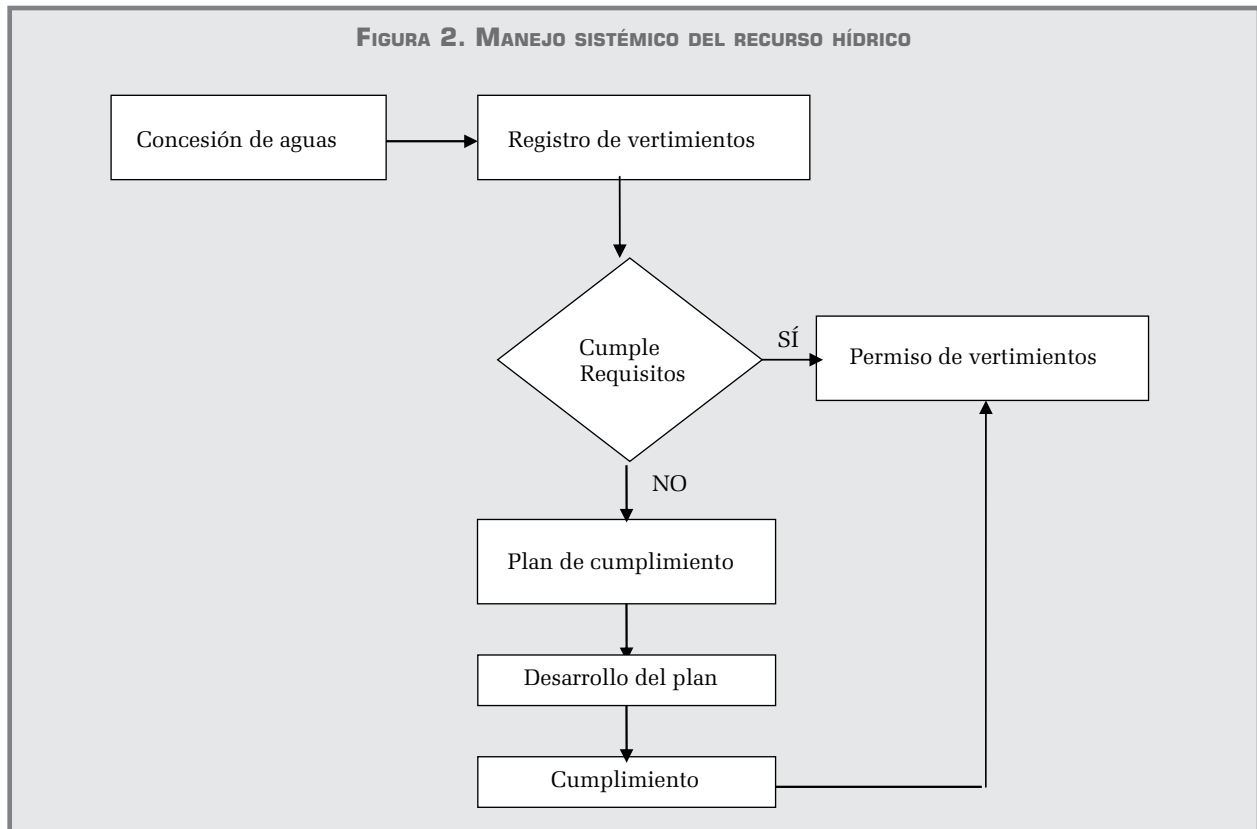 FIGURA 2. MANEJO SISTÉMICO DEL RECURSO HÍDRICO
Concesión de aguas
Registro de vertimientos
Cumple
Requisitos
SÍ
Permiso de vertimientos
NO
Plan de cumplimiento
Desarrollo del plan
Cumplimiento